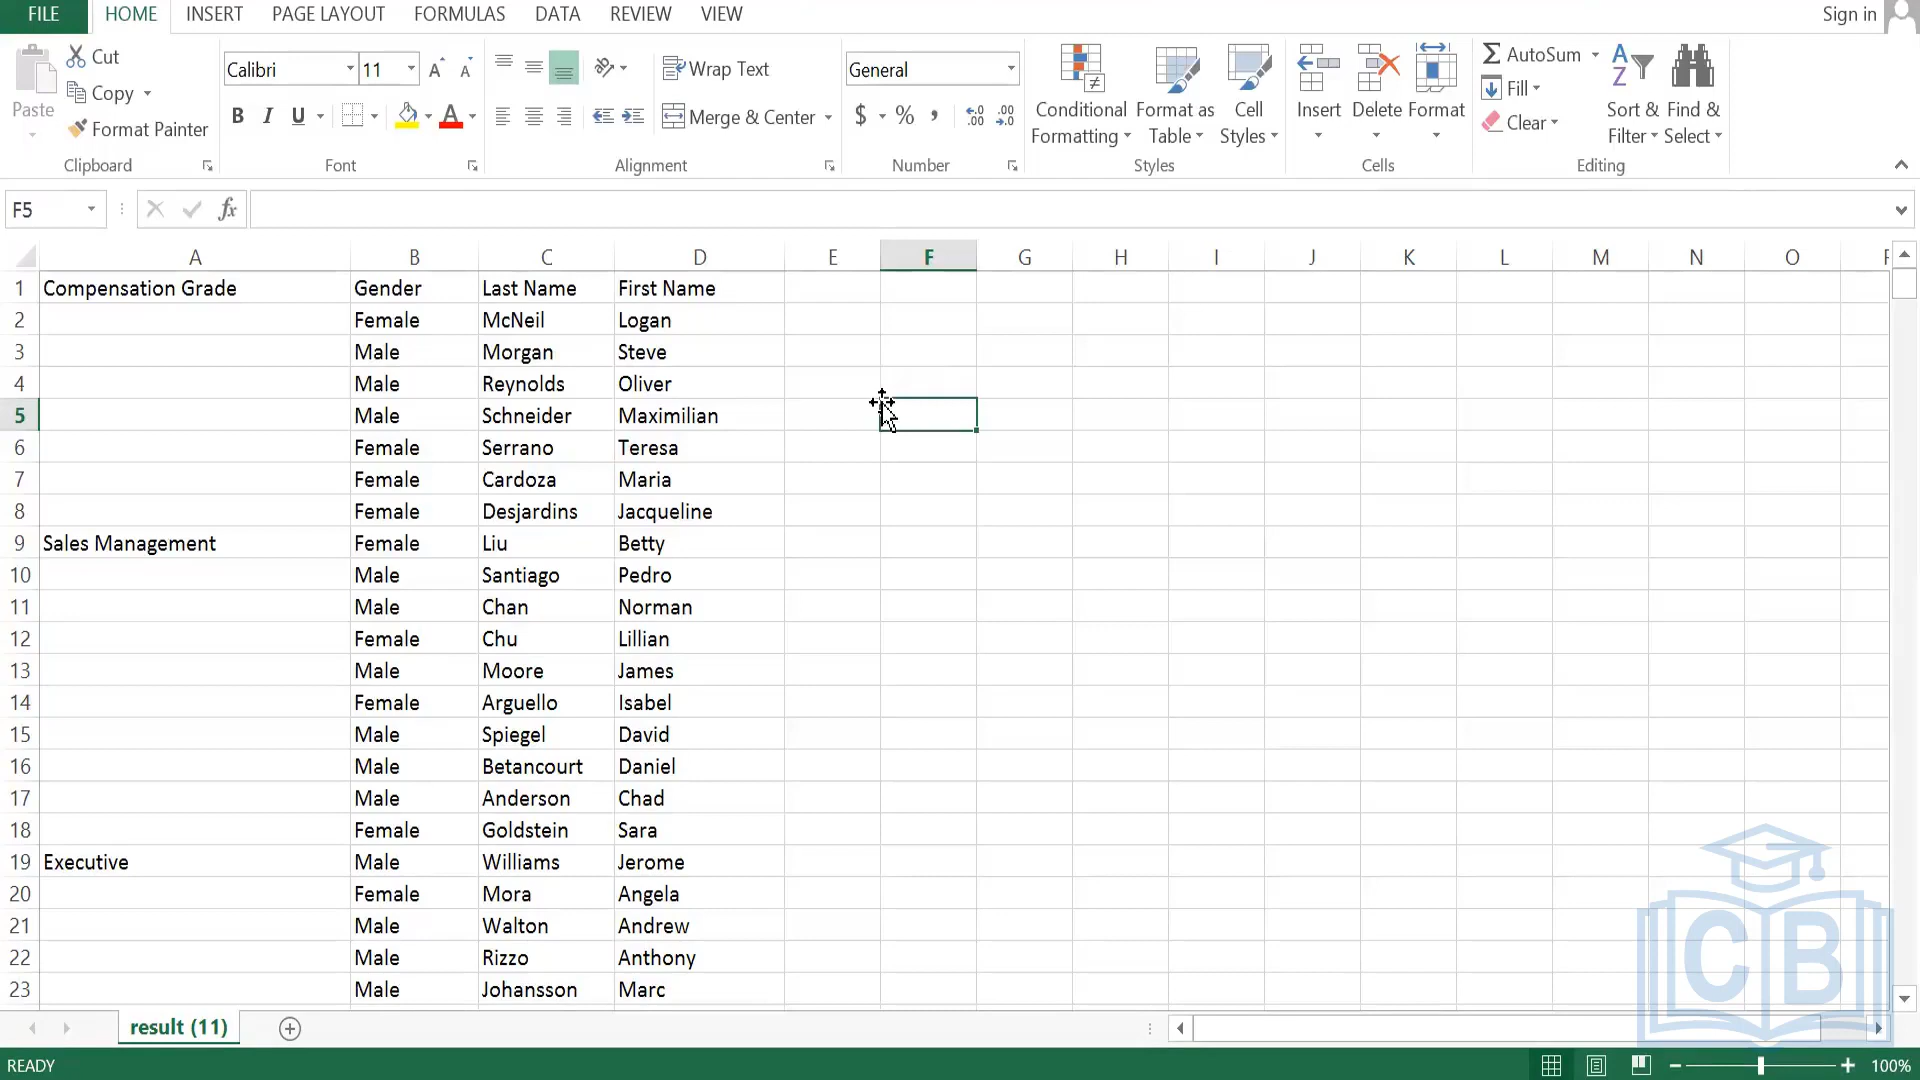 FILE HOME INSERT PAGE LAYOUT FORMULAS DATA REVIEW VIEW Sign in
Paste
Cut
Copy
Format Painter
Clipboard
Calibri 11
B I U A
Font
Wrap Text
Merge & Center
Alignment
General
$ % ,
Number
Conditional Formatting
Format as Table
Cell Styles
Styles
Insert Delete Format
Cells
AutoSum
Fill
Clear
Sort & Filter
Find & Select
Editing
F5 fx
A B C D E F G H I J K L M N O
1 Compensation Grade Gender Last Name First Name
2 Female McNeil Logan
3 Male Morgan Steve
4 Male Reynolds Oliver
5 Male Schneider Maximilian
6 Female Serrano Teresa
7 Female Cardoza Maria
8 Female Desjardins Jacqueline
9 Sales Management Female Liu Betty
10 Male Santiago Pedro
11 Male Chan Norman
12 Female Chu Lillian
13 Male Moore James
14 Female Arguello Isabel
15 Male Spiegel David
16 Male Betancourt Daniel
17 Male Anderson Chad
18 Female Goldstein Sara
19 Executive Male Williams Jerome
20 Female Mora Angela
21 Male Walton Andrew
22 Male Rizzo Anthony
23 Male Johansson Marc
CB
result (11)
READY 100%